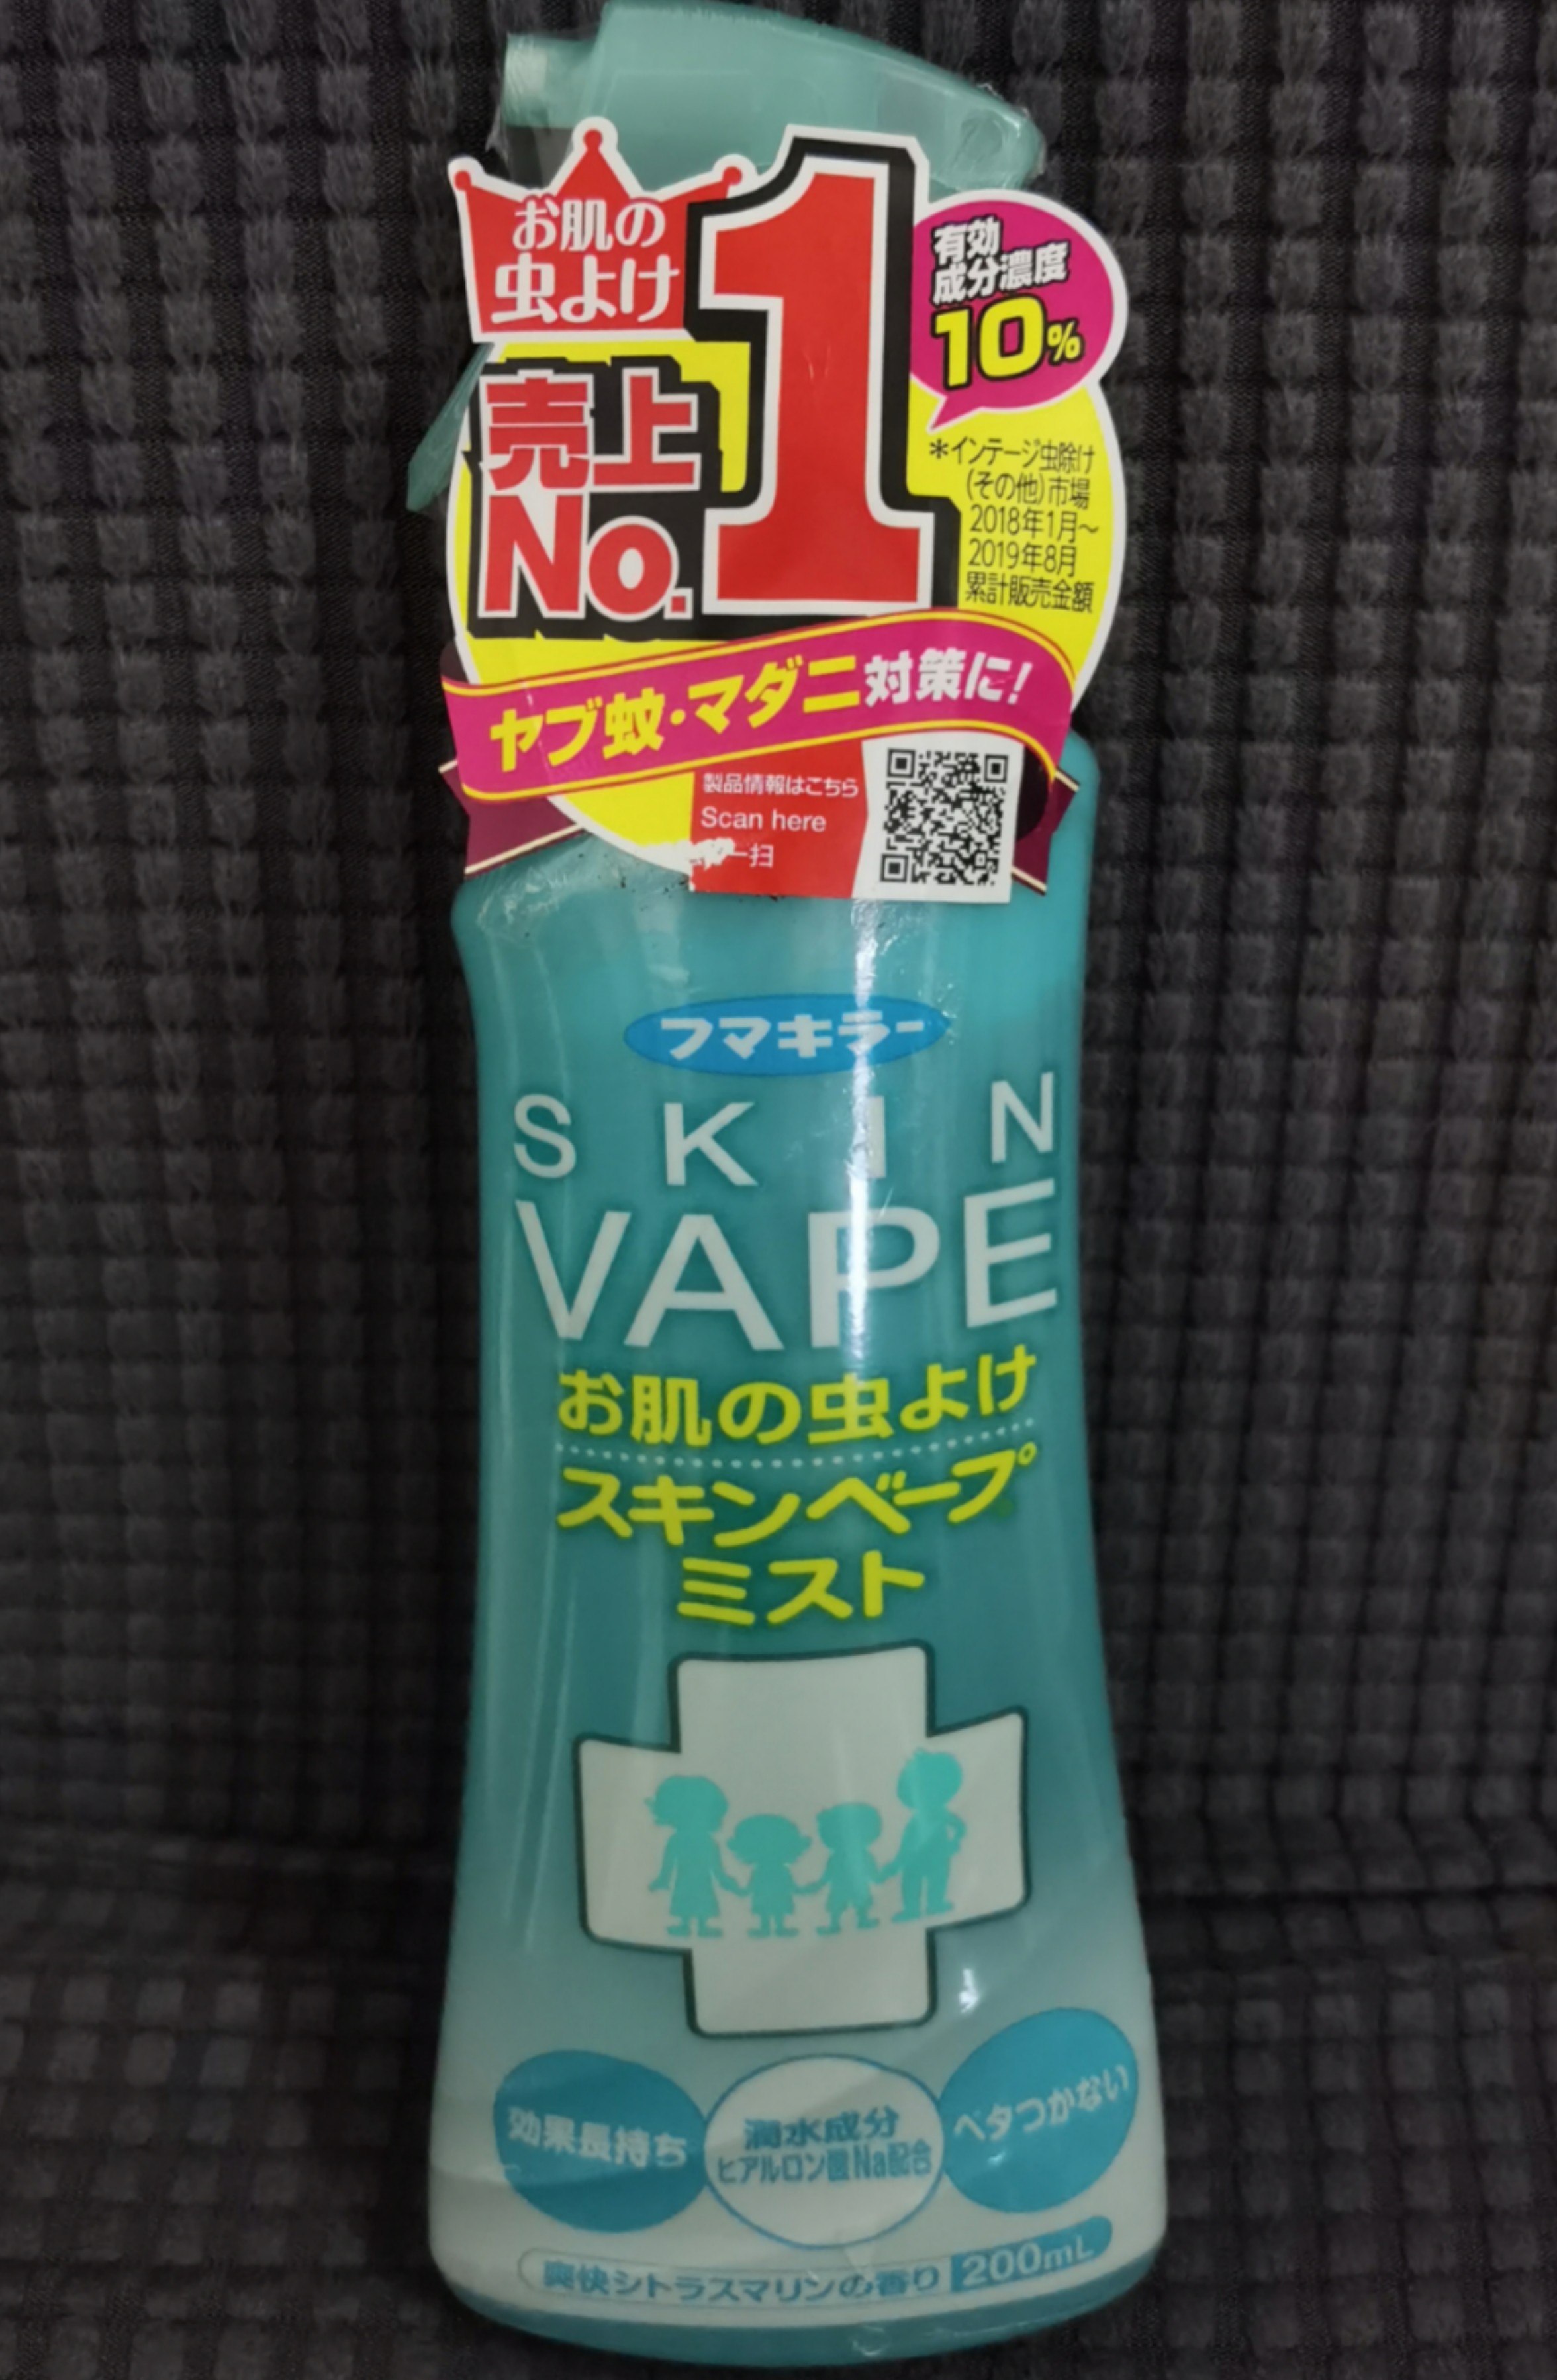 お肌の
虫よけ
売上
No.1
有効
成分濃度
10%
*インテージ虫除け
(その他)市場
2018年1月～
2019年8月
累計販売金額
ヤブ蚊・マダニ対策に!
製品情報はこちら
Scan here
一扫
フマキラー
SKIN
VAPE
お肌の虫よけ
スキンベープ
ミスト
効果長持ち
潤水成分
ヒアルロン酸Na配合
ベタつかない
爽快シトラスマリンの香り 200mL